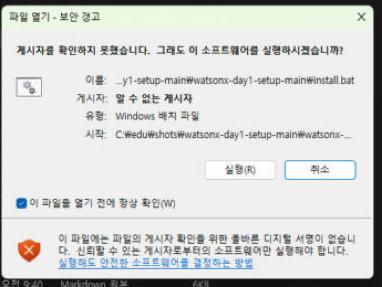 파일 열기 - 보안 경고
게시자를 확인하지 못했습니다. 그래도 이 소프트웨어를 실행하시겠습니까?
이름: ...y1-setup-main₩watsonx-day1-setup-main₩install.bat
게시자: 알 수 없는 게시자
유형: Windows 배치 파일
시작: C:₩edu₩shots₩watsonx-day1-setup-main₩watsonx-...
실행(R)
취소
이 파일을 열기 전에 항상 확인(W)
이 파일에는 파일의 게시자 확인을 위한 올바른 디지털 서명이 없습니
다. 신뢰할 수 있는 게시자로부터의 소프트웨어만 실행해야 합니다.
실행해도 안전한 소프트웨어를 결정하는 방법
오전 9:40 Markdown 원본 6KB